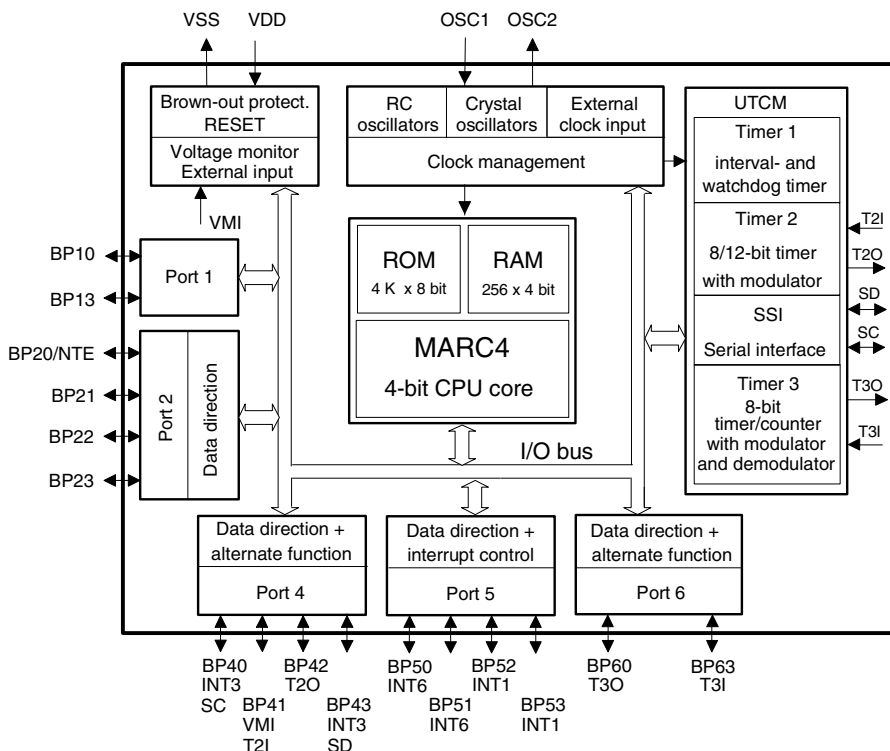 VSS VDD OSC1 OSC2
Brown-out protect.
RESET
Voltage monitor
External input
VMI
RC
oscillators
Crystal
oscillators
External
clock input
Clock management
UTCM
Timer 1
interval- and
watchdog timer
Timer 2
8/12-bit timer
with modulator
SSI
Serial interface
Timer 3
8-bit
timer/counter
with modulator
and demodulator
T2I
T2O
SD
SC
T3O
T3I
ROM
4 K x 8 bit
RAM
256 x 4 bit
MARC4
4-bit CPU core
I/O bus
BP10
BP13
Port 1
BP20/NTE
BP21
BP22
BP23
Port 2
Data direction
Data direction +
alternate function
Port 4
Data direction +
interrupt control
Port 5
Data direction +
alternate function
Port 6
BP40
INT3
SC
BP41
VMI
T2I
BP42
T2O
BP43
INT3
SD
BP50
INT6
BP51
INT6
BP52
INT1
BP53
INT1
BP60
T3O
BP63
T3I